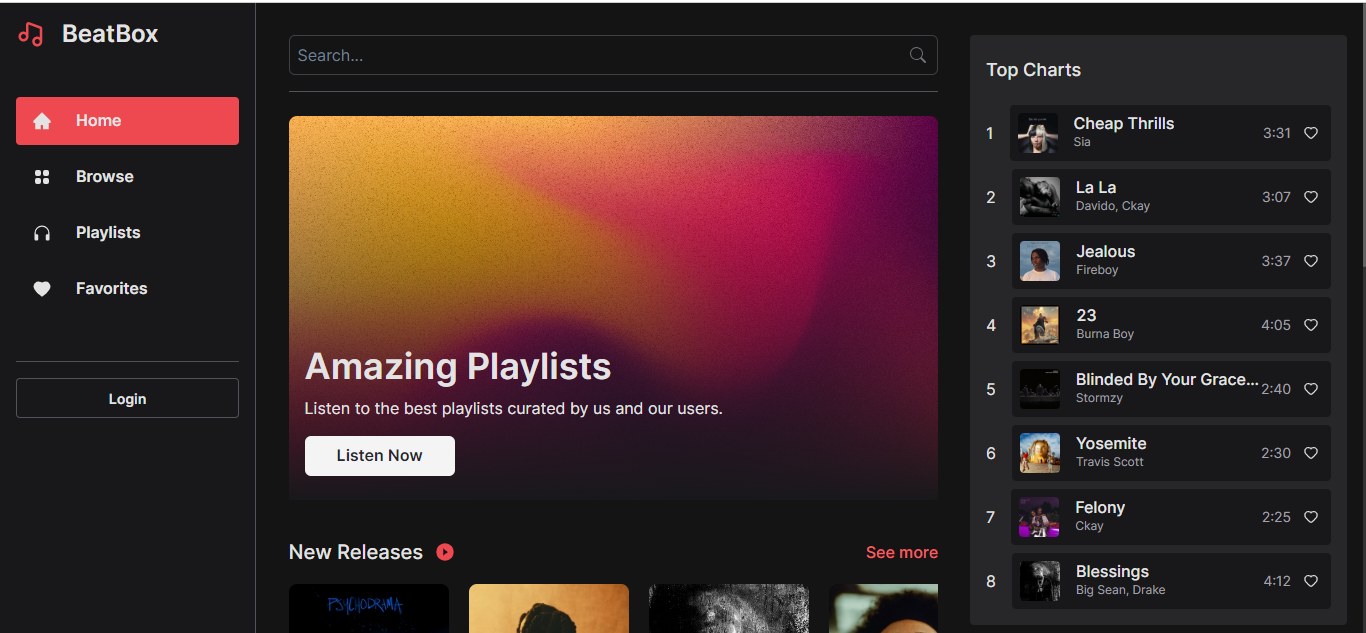 BeatBox
Home
Browse
Playlists
Favorites
Login
Search...
Amazing Playlists
Listen to the best playlists curated by us and our users.
Listen Now
New Releases
See more
PSYCHODRAMA
Top Charts
1 Cheap Thrills 3:31
Sia
2 La La 3:07
Davido, Ckay
3 Jealous 3:37
Fireboy
4 23 4:05
Burna Boy
5 Blinded By Your Grace... 2:40
Stormzy
6 Yosemite 2:30
Travis Scott
7 Felony 2:25
Ckay
8 Blessings 4:12
Big Sean, Drake